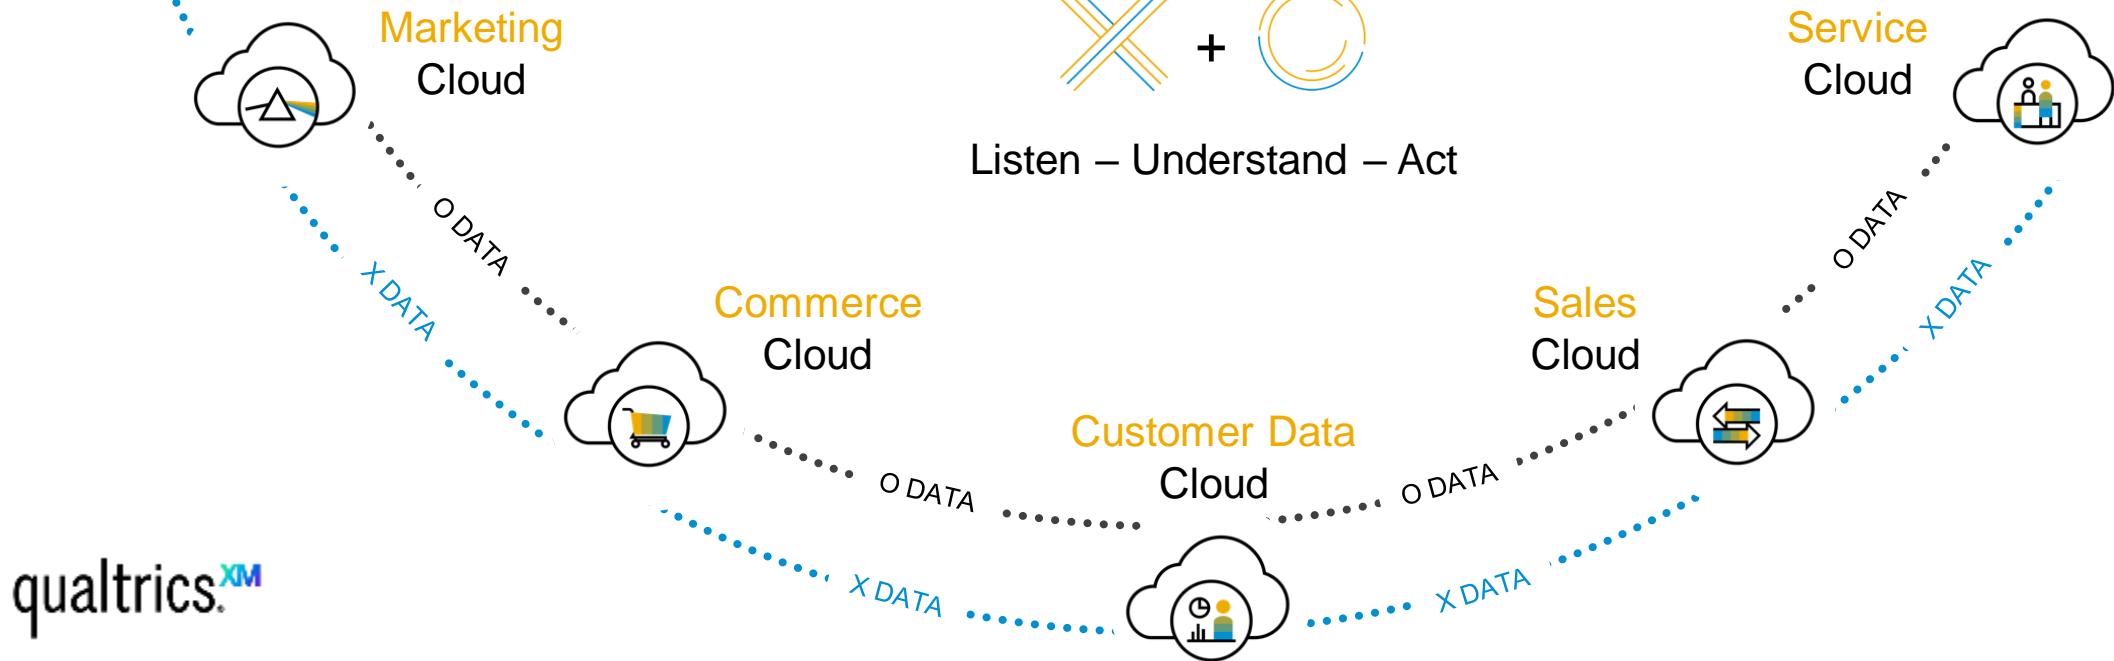 Marketing
Cloud
+
Service
Cloud
Listen – Understand – Act
O DATA
X DATA
O DATA
X DATA
Commerce
Cloud
Sales
Cloud
Customer Data
Cloud
O DATA
X DATA
O DATA
X DATA
qualtrics.XM